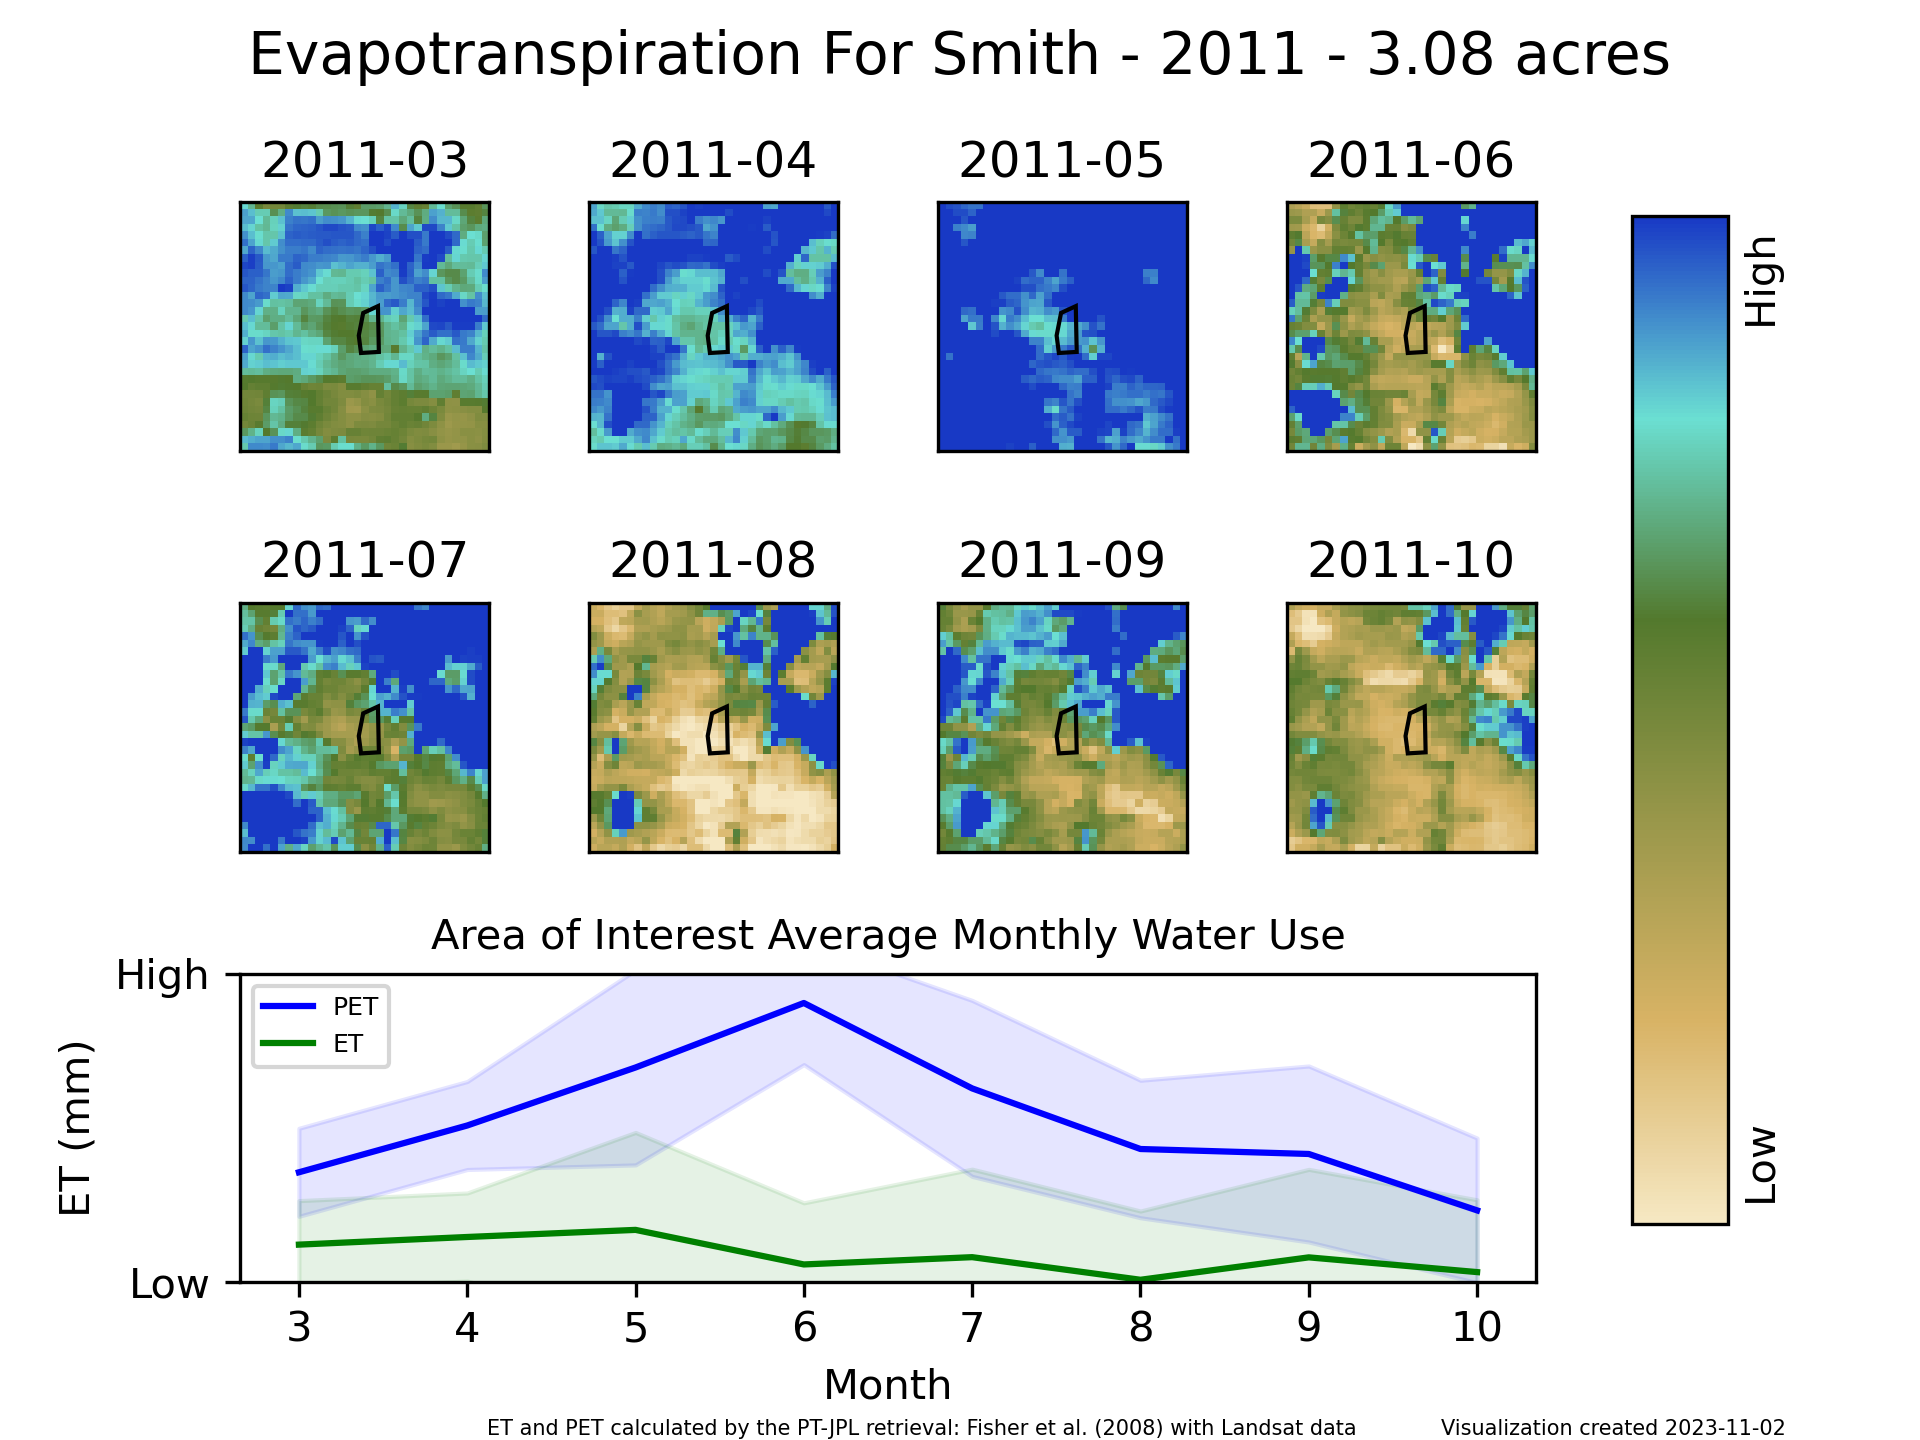 Evapotranspiration For Smith - 2011 - 3.08 acres
2011-03
2011-04
2011-05
2011-06
2011-07
2011-08
2011-09
2011-10
High
Low
Area of Interest Average Monthly Water Use
High
Low
ET (mm)
PET
ET
3 4 5 6 7 8 9 10
Month
ET and PET calculated by the PT-JPL retrieval: Fisher et al. (2008) with Landsat data
Visualization created 2023-11-02